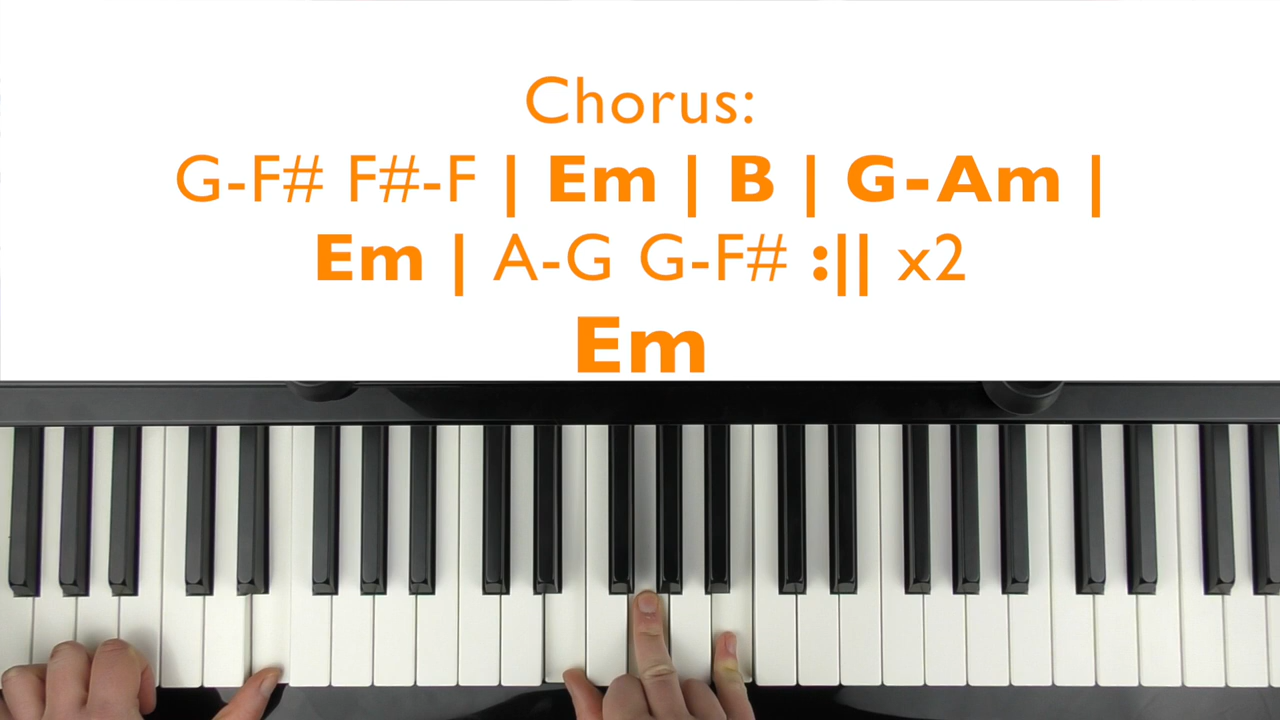 Chorus:
G-F# F#-F | Em | B | G-Am |
Em | A-G G-F# :|| x2
Em